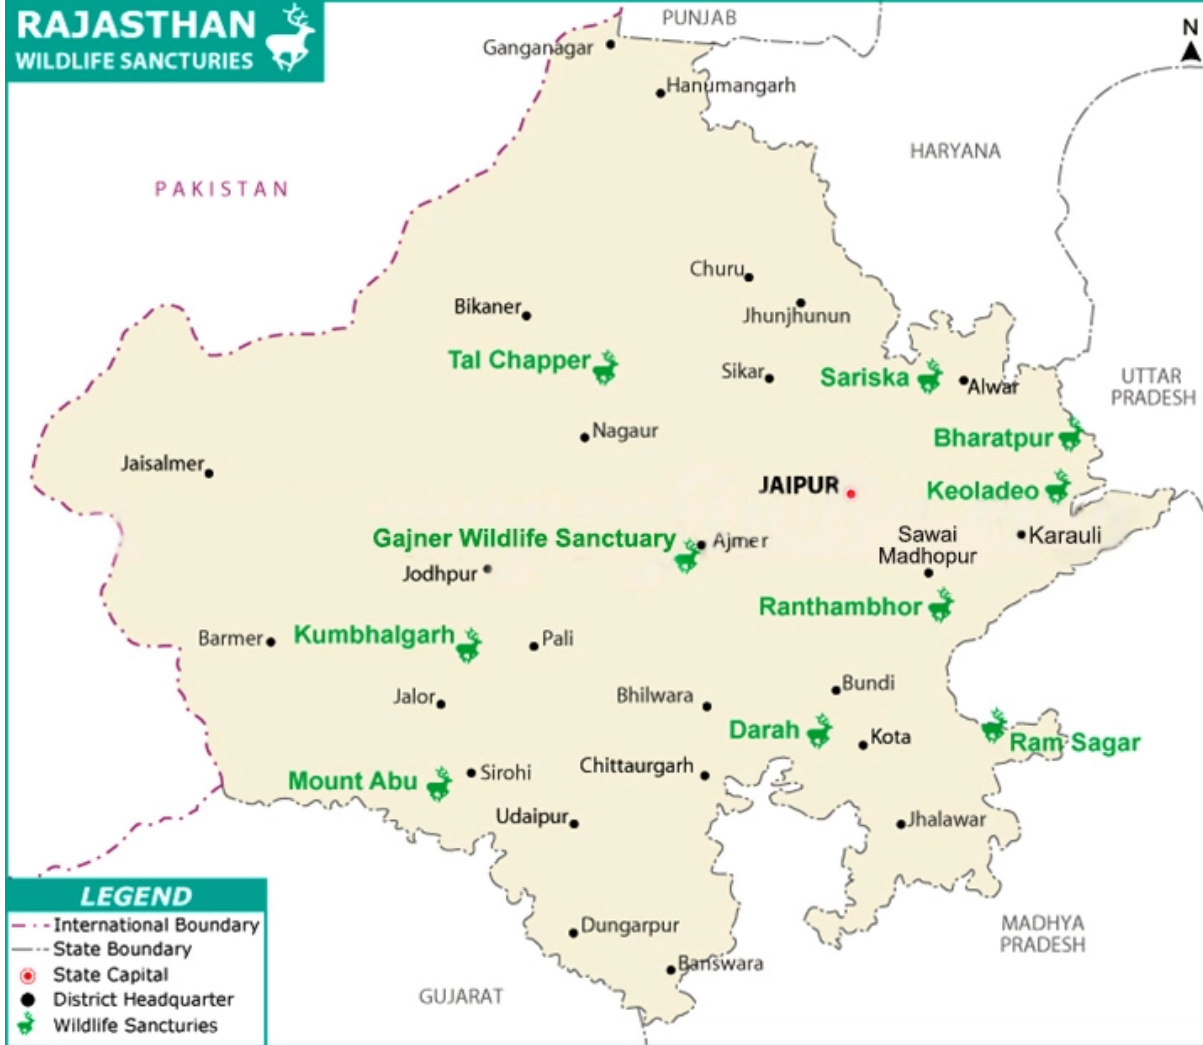 RAJASTHAN
WILDLIFE SANCTURIES
PUNJAB
N
Ganganagar
Hanumangarh
HARYANA
PAKISTAN
Churu
Bikaner
Jhunjhunun
Tal Chapper
Sikar
Sariska
Alwar
UTTAR
PRADESH
Nagaur
Bharatpur
Jaisalmer
JAIPUR
Keoladeo
Gajner Wildlife Sanctuary
Ajmer
Sawai
Madhopur
Karauli
Jodhpur
Ranthambhor
Barmer
Kumbhalgarh
Pali
Jalor
Bhilwara
Bundi
Darah
Kota
Ram Sagar
Mount Abu
Sirohi
Chittaurgarh
Udaipur
Jhalawar
Dungarpur
MADHYA
PRADESH
Banswara
GUJARAT
LEGEND
International Boundary
State Boundary
State Capital
District Headquarter
Wildlife Sancturies